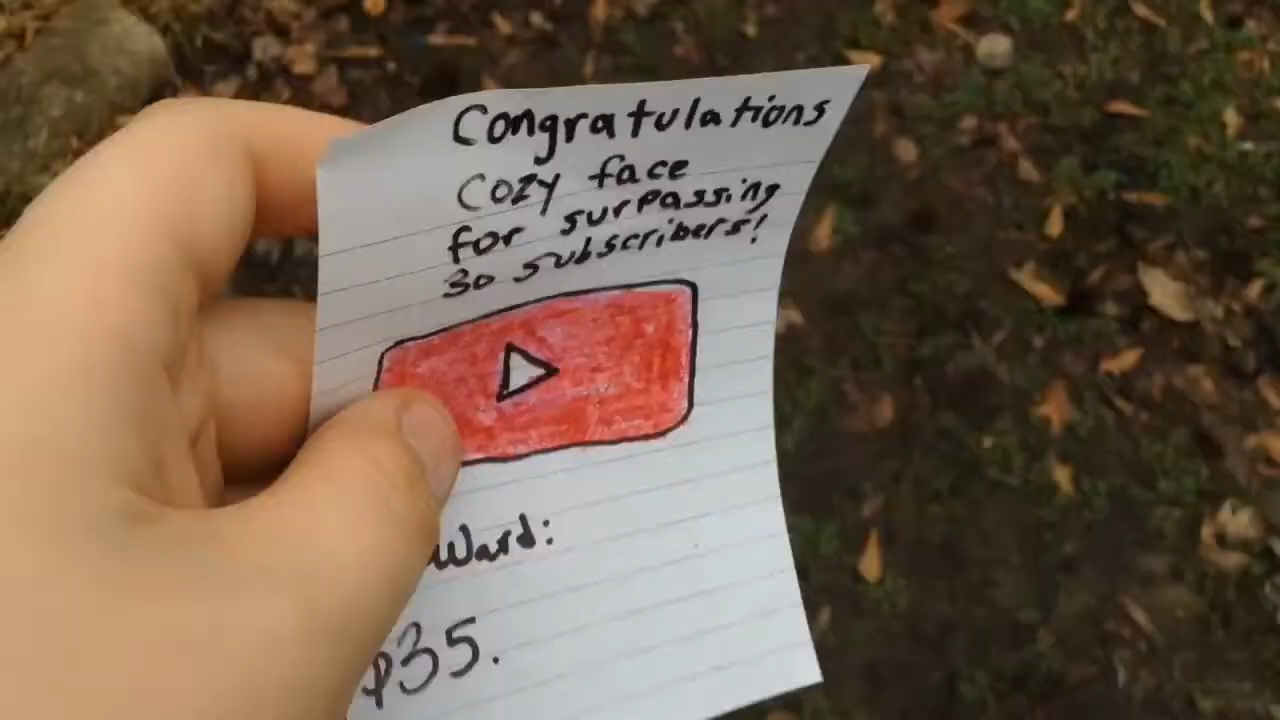 Congratulations
Cozy face
for surpassing
30 subscribers!
ward:
35.